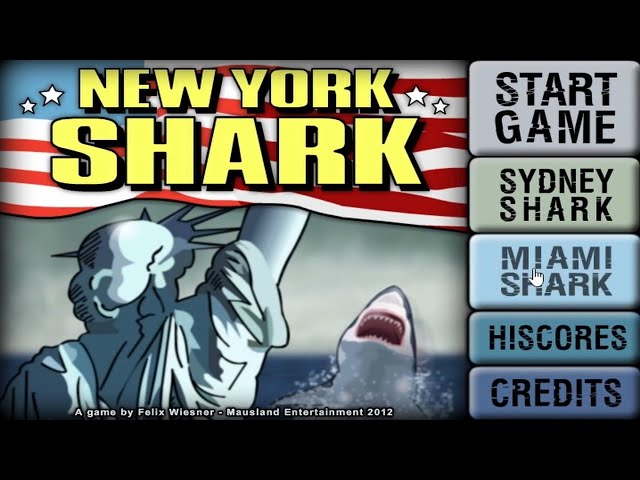 NEW YORK
SHARK
START
GAME
SYDNEY
SHARK
MIAMI
SHARK
HISCORES
CREDITS
A game by Felix Wiesner - Mausland Entertainment 2012